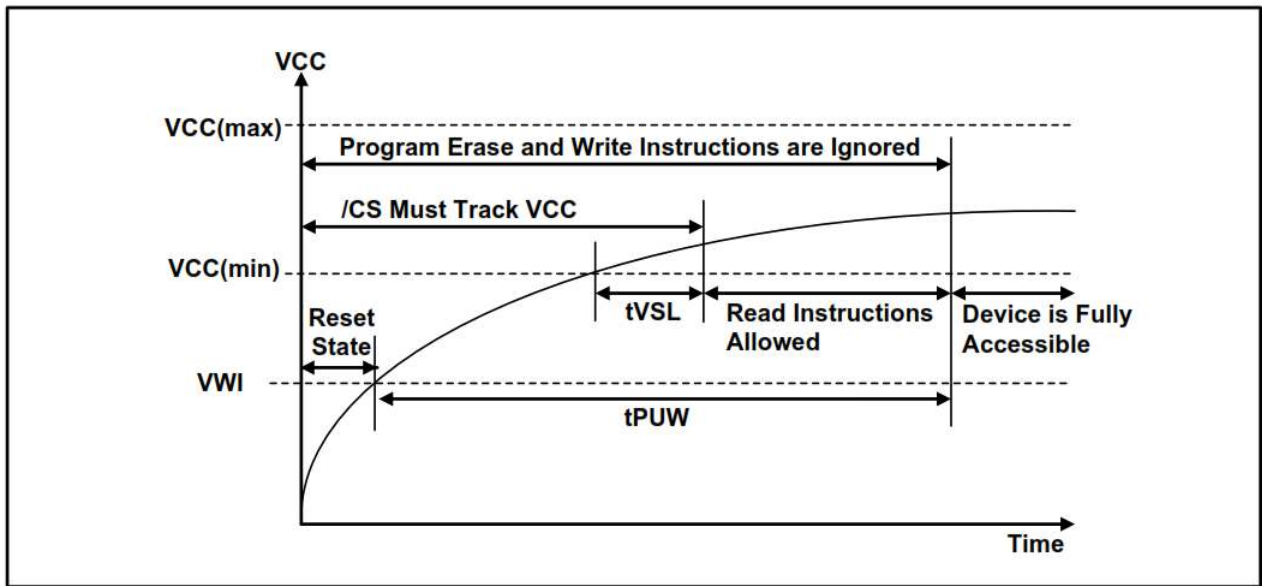 VCC
VCC(max)
Program Erase and Write Instructions are Ignored
/CS Must Track VCC
VCC(min)
tVSL
Read Instructions
Allowed
Device is Fully
Accessible
Reset
State
VWI
tPUW
Time